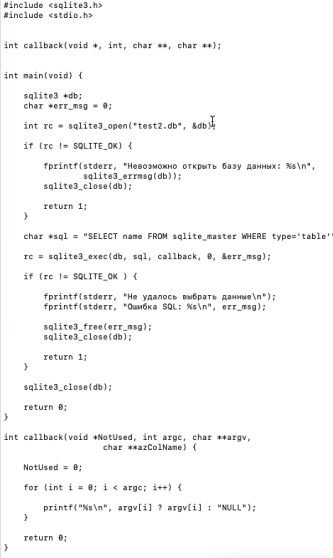 #include <sqlite3.h>
#include <stdio.h>
int callback(void *, int, char **, char **);
int main(void) {
sqlite3 *db;
char *err_msg = 0;
int rc = sqlite3_open("test2.db", &db);
if (rc != SQLITE_OK) {
fprintf(stderr, "Невозможно открыть базу данных: %s\n",
sqlite3_errmsg(db));
sqlite3_close(db);
return 1;
}
char *sql = "SELECT name FROM sqlite_master WHERE type='table'"
rc = sqlite3_exec(db, sql, callback, 0, &err_msg);
if (rc != SQLITE_OK ) {
fprintf(stderr, "Не удалось выбрать данные\n");
fprintf(stderr, "Ошибка SQL: %s\n", err_msg);
sqlite3_free(err_msg);
sqlite3_close(db);
return 1;
}
sqlite3_close(db);
return 0;
}
int callback(void *NotUsed, int argc, char **argv,
char **azColName) {
NotUsed = 0;
for (int i = 0; i < argc; i++) {
printf("%s\n", argv[i] ? argv[i] : "NULL");
}
return 0;
}